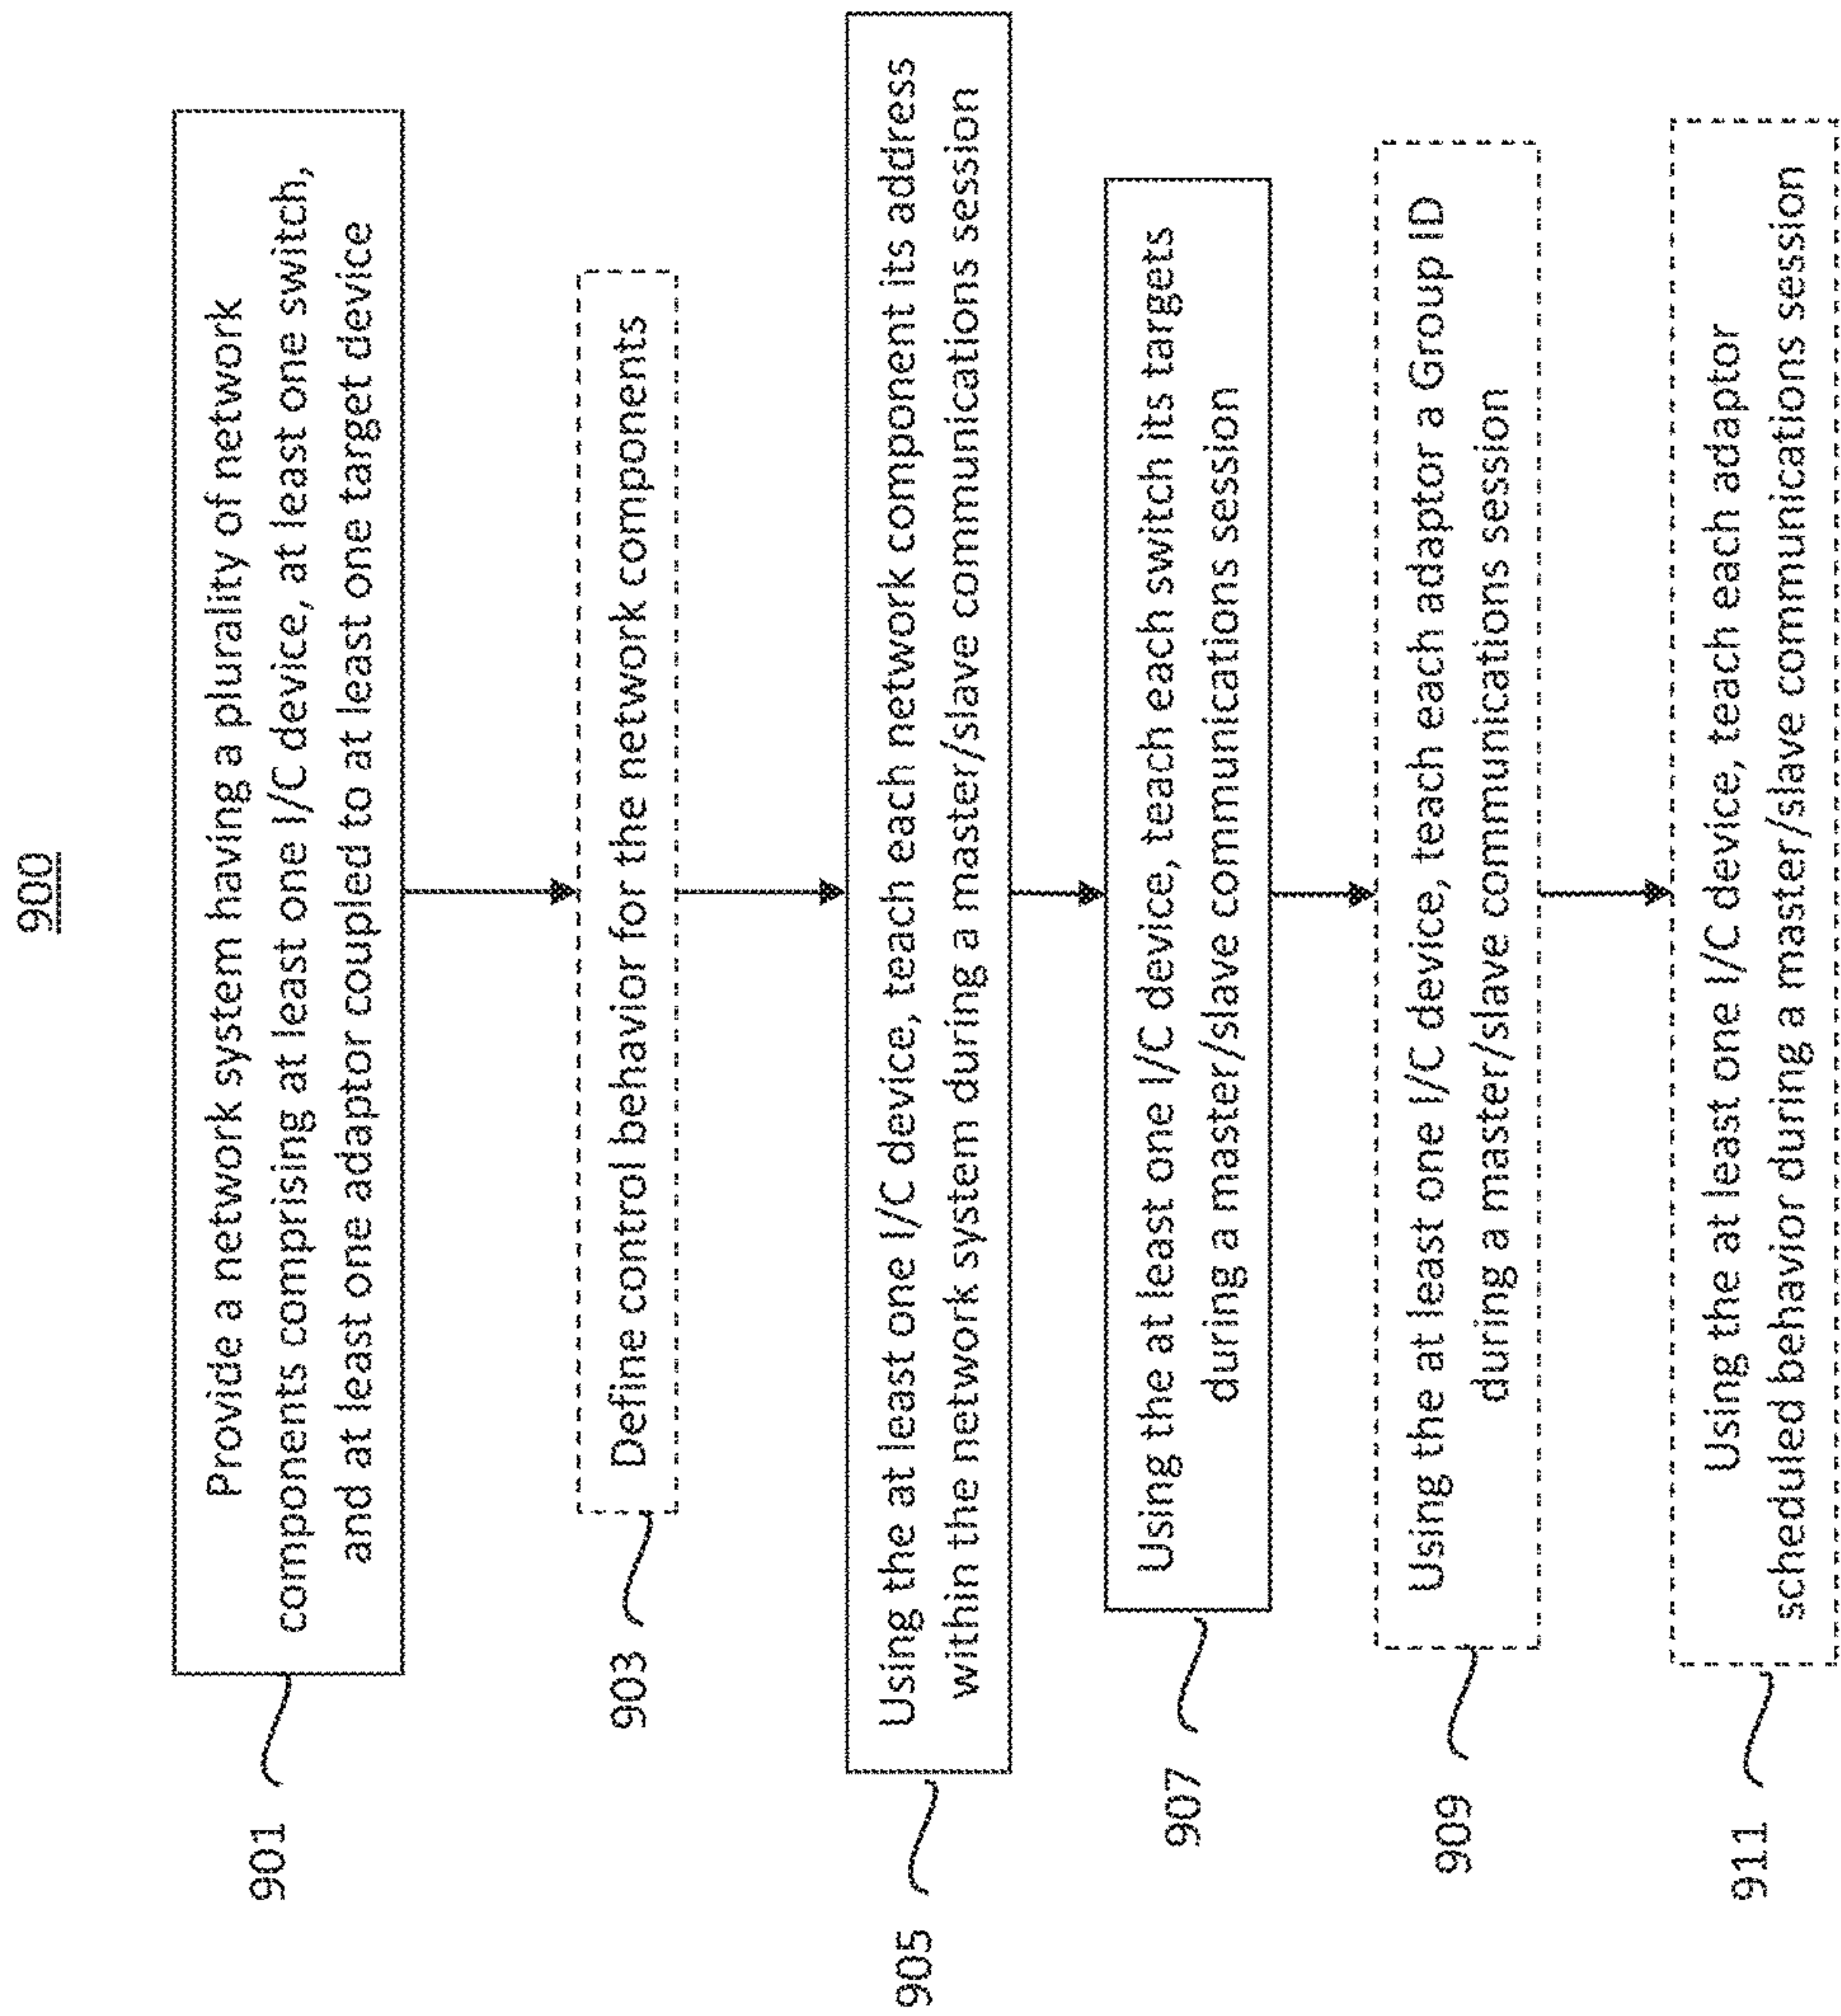 900
901
Provide a network system having a plurality of network
components comprising at least one I/C device, at least one switch,
and at least one adaptor coupled to at least one target device
903
Define control behavior for the network components
905
Using the at least one I/C device, teach each network component its address
within the network system during a master/slave communications session
907
Using the at least one I/C device, teach each switch its targets
during a master/slave communications session
909
Using the at least one I/C device, teach each adaptor a Group ID
during a master/slave communications session
911
Using the at least one I/C device, teach each adaptor
scheduled behavior during a master/slave communications session